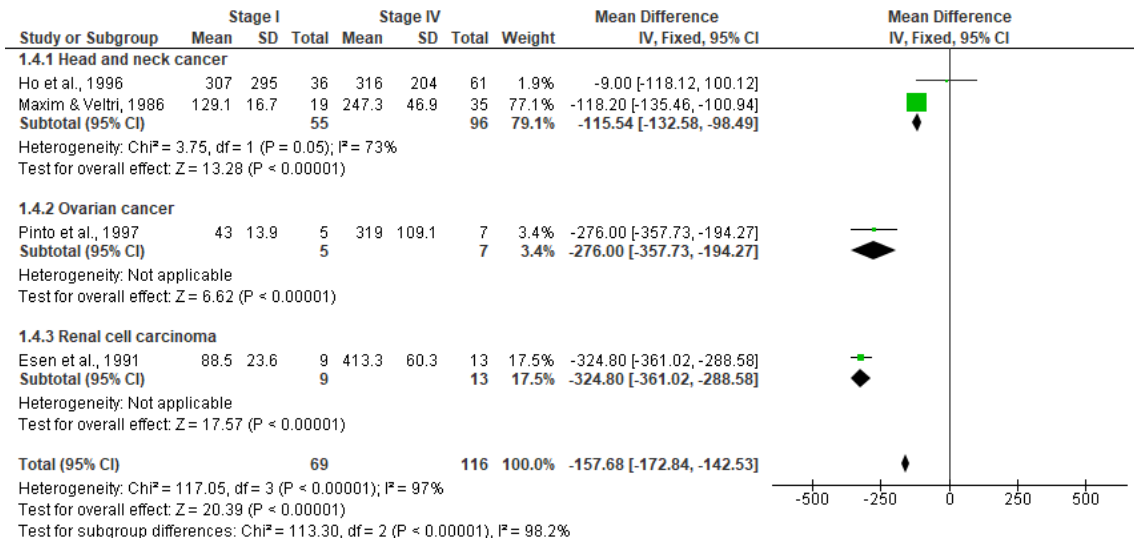 Stage I Stage IV Mean Difference Mean Difference
Study or Subgroup Mean SD Total Mean SD Total Weight IV, Fixed, 95% CI IV, Fixed, 95% CI
1.4.1 Head and neck cancer
Ho et al., 1996 307 295 36 316 204 61 1.9% -9.00 [-118.12, 100.12]
Maxim & Veltri, 1986 129.1 16.7 19 247.3 46.9 35 77.1% -118.20 [-135.46, -100.94]
Subtotal (95% CI) 55 96 79.1% -115.54 [-132.58, -98.49]
Heterogeneity: Chi² = 3.75, df = 1 (P = 0.05); I² = 73%
Test for overall effect: Z = 13.28 (P < 0.00001)
1.4.2 Ovarian cancer
Pinto et al., 1997 43 13.9 5 319 109.1 7 3.4% -276.00 [-357.73, -194.27]
Subtotal (95% CI) 5 7 3.4% -276.00 [-357.73, -194.27]
Heterogeneity: Not applicable
Test for overall effect: Z = 6.62 (P < 0.00001)
1.4.3 Renal cell carcinoma
Esen et al., 1991 88.5 23.6 9 413.3 60.3 13 17.5% -324.80 [-361.02, -288.58]
Subtotal (95% CI) 9 13 17.5% -324.80 [-361.02, -288.58]
Heterogeneity: Not applicable
Test for overall effect: Z = 17.57 (P < 0.00001)
Total (95% CI) 69 116 100.0% -157.68 [-172.84, -142.53]
Heterogeneity: Chi² = 117.05, df = 3 (P < 0.00001); I² = 97%
Test for overall effect: Z = 20.39 (P < 0.00001)
Test for subgroup differences: Chi² = 113.30, df = 2 (P < 0.00001), I² = 98.2%
-500 -250 0 250 500